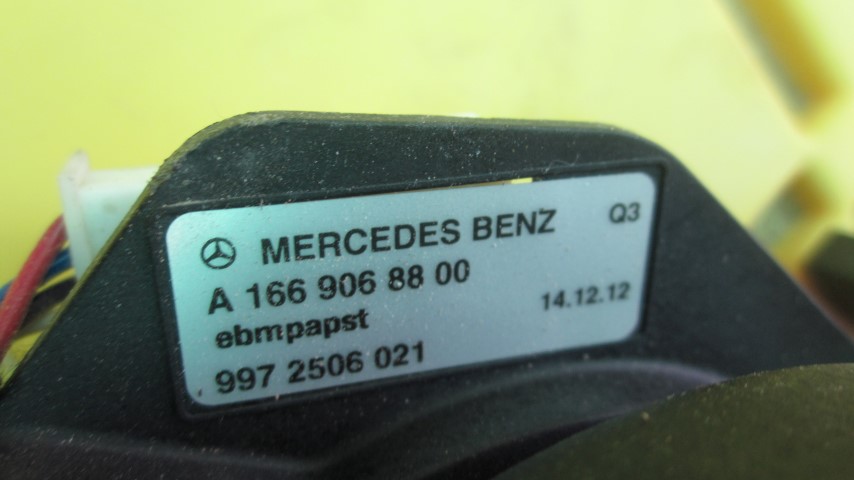 MERCEDES BENZ Q3
A 166 906 88 00
ebmpapst 14.12.12
997 2506 021